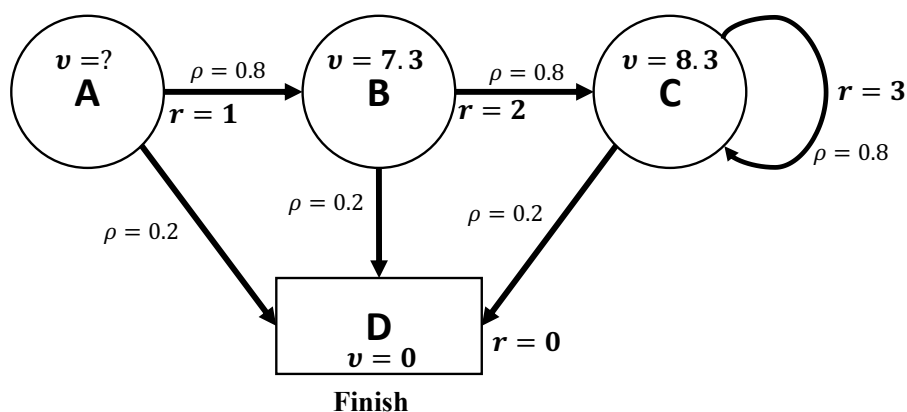 v =?
A
ρ = 0.8
r = 1
v = 7.3
B
ρ = 0.8
r = 2
v = 8.3
C
r = 3
ρ = 0.8
ρ = 0.2
ρ = 0.2
ρ = 0.2
D
v = 0
r = 0
Finish